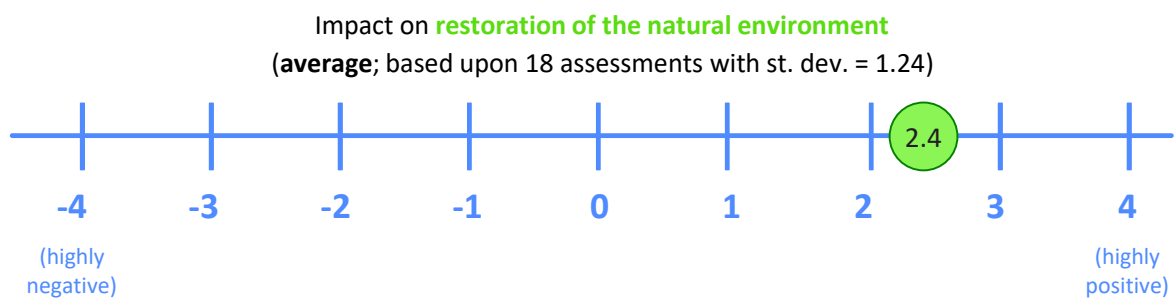 Impact on restoration of the natural environment
(average; based upon 18 assessments with st. dev. = 1.24)
2.4
-4 -3 -2 -1 0 1 2 3 4
(highly negative) (highly positive)